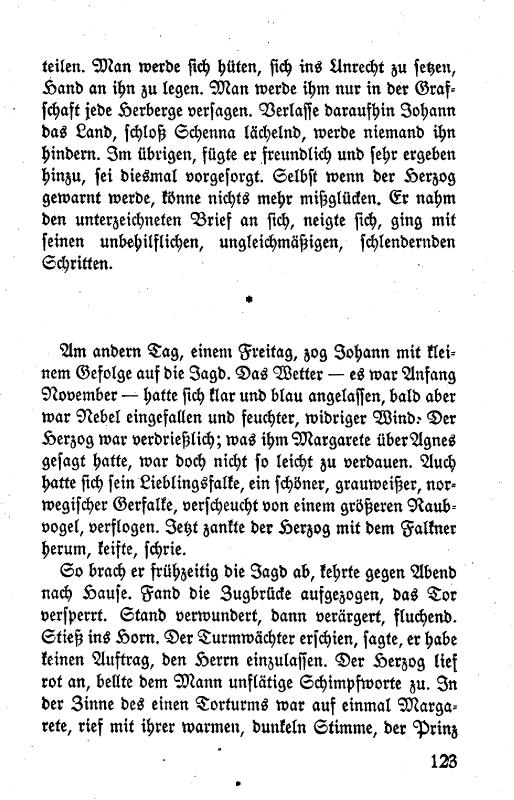 teilen. Man werde sich hüten, sich ins Unrecht zu setzen,
Hand an ihn zu legen. Man werde ihm nur in der Graf-
schaft jede Herberge versagen. Verlasse daraufhin Johann
das Land, schloß Schenna lächelnd, werde niemand ihn
hindern. Im übrigen, fügte er freundlich und sehr ergeben
hinzu, sei diesmal vorgesorgt. Selbst wenn der Herzog
gewarnt werde, könne nichts mehr mißglücken. Er nahm
den unterzeichneten Brief an sich, neigte sich, ging mit
seinen unbehilflichen, ungleichmäßigen, schlendernden
Schritten.
*
Am andern Tag, einem Freitag, zog Johann mit klei-
nem Gefolge auf die Jagd. Das Wetter — es war Anfang
November — hatte sich klar und blau angelassen, bald aber
war Nebel eingefallen und feuchter, widriger Wind. Der
Herzog war verdrießlich; was ihm Margarete über Agnes
gesagt hatte, war doch nicht so leicht zu verdauen. Auch
hatte sich sein Lieblingsfalke, ein schöner, grauweißer, nor-
wegischer Gerfalke, verscheucht von einem größeren Raub-
vogel, verflogen. Jetzt zankte der Herzog mit dem Falkner
herum, keifte, schrie.
So brach er frühzeitig die Jagd ab, kehrte gegen Abend
nach Hause. Fand die Zugbrücke aufgezogen, das Tor
versperrt. Stand verwundert, dann verärgert, fluchend.
Stieß ins Horn. Der Turmwächter erschien, sagte, er habe
keinen Auftrag, den Herrn einzulassen. Der Herzog lief
rot an, bellte dem Mann unflätige Schimpfworte zu. In
der Zinne des einen Torturms war auf einmal Marga-
rete, rief mit ihrer warmen, dunkeln Stimme, der Prinz
123